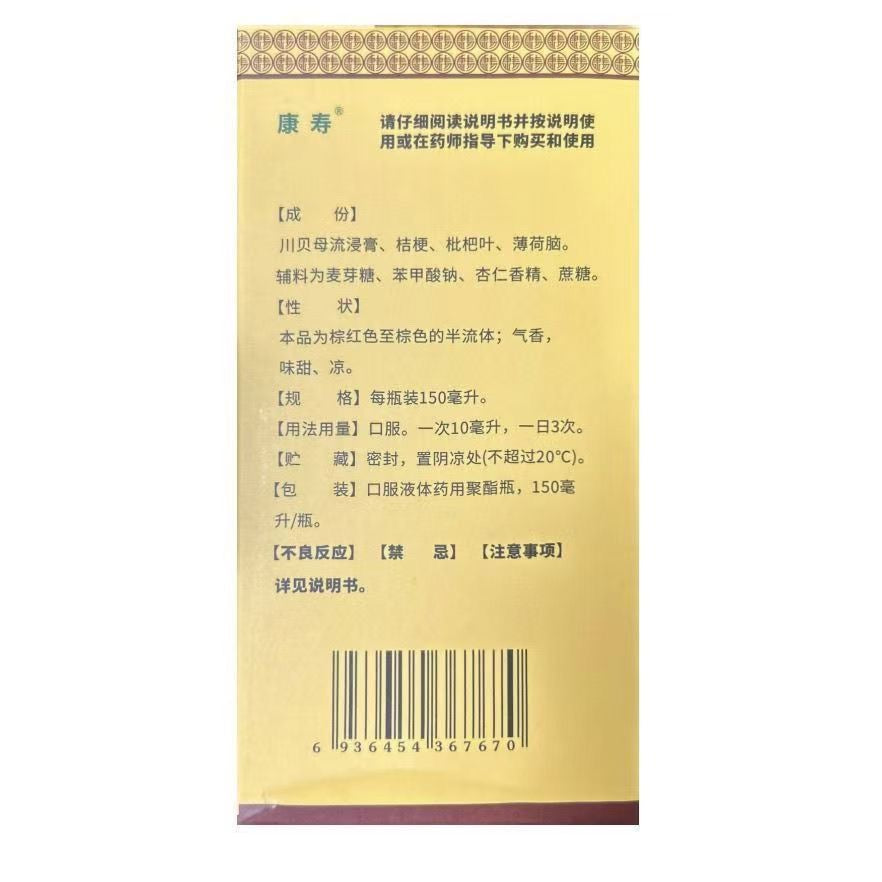 康寿®
请仔细阅读说明书并按说明使
用或在药师指导下购买和使用
【成　　份】
川贝母流浸膏、桔梗、枇杷叶、薄荷脑。
辅料为麦芽糖、苯甲酸钠、杏仁香精、蔗糖。
【性　　状】
本品为棕红色至棕色的半流体；气香，
味甜、凉。
【规　　格】每瓶装150毫升。
【用法用量】口服。一次10毫升，一日3次。
【贮　　藏】密封，置阴凉处(不超过20℃)。
【包　　装】口服液体药用聚酯瓶，150毫
升/瓶。
【不良反应】【禁　　忌】【注意事项】
详见说明书。
6 936454 367670